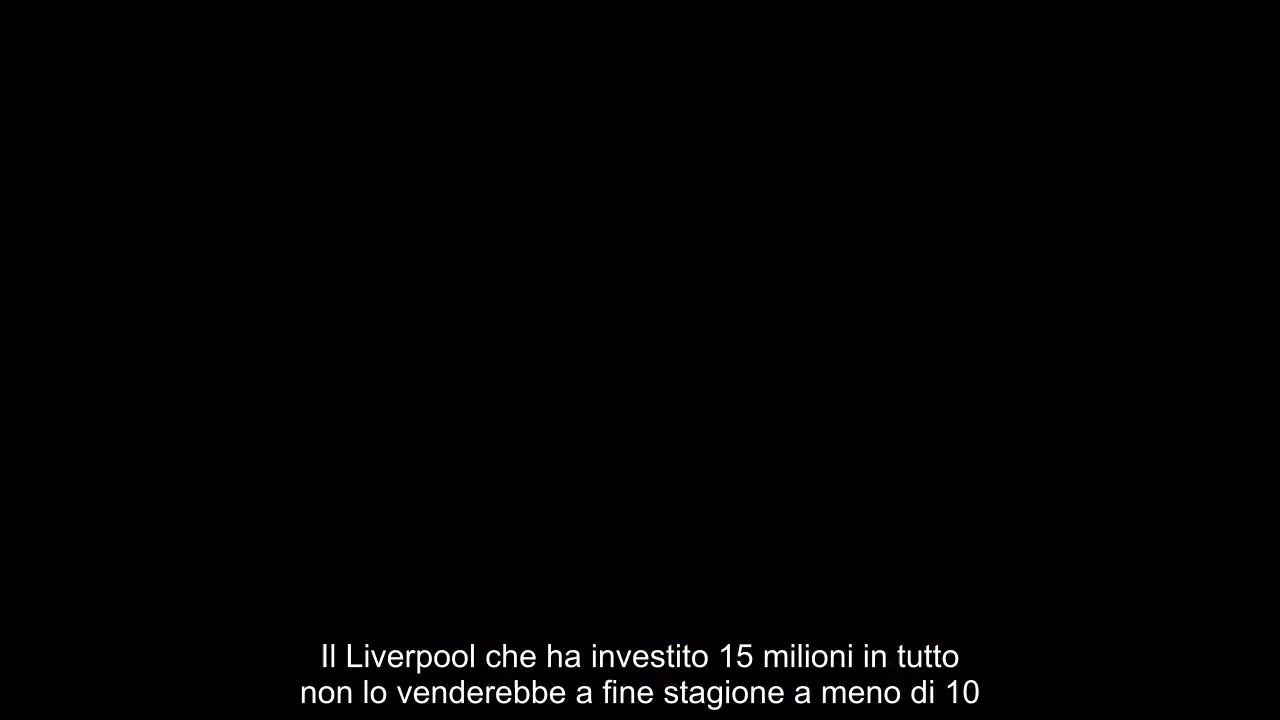 Il Liverpool che ha investito 15 milioni in tutto
non lo venderebbe a fine stagione a meno di 10